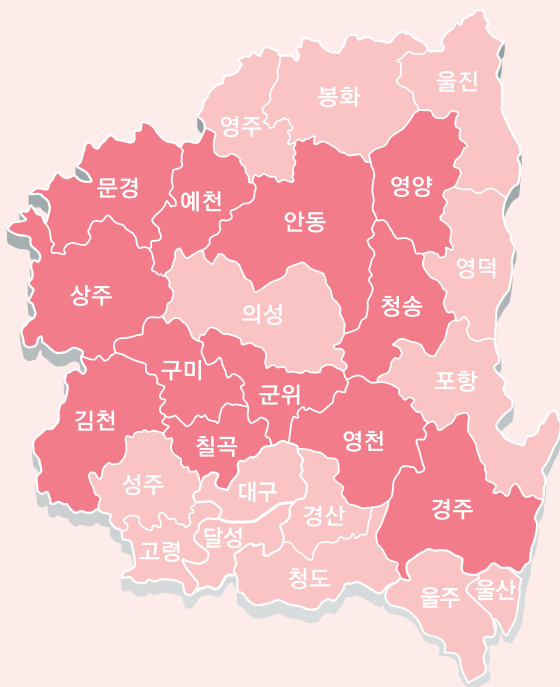 울진
봉화
영주
문경
예천
영양
안동
영덕
상주
청송
의성
구미
포항
군위
김천
영천
칠곡
성주
대구
경산
경주
달성
고령
청도
울주
울산